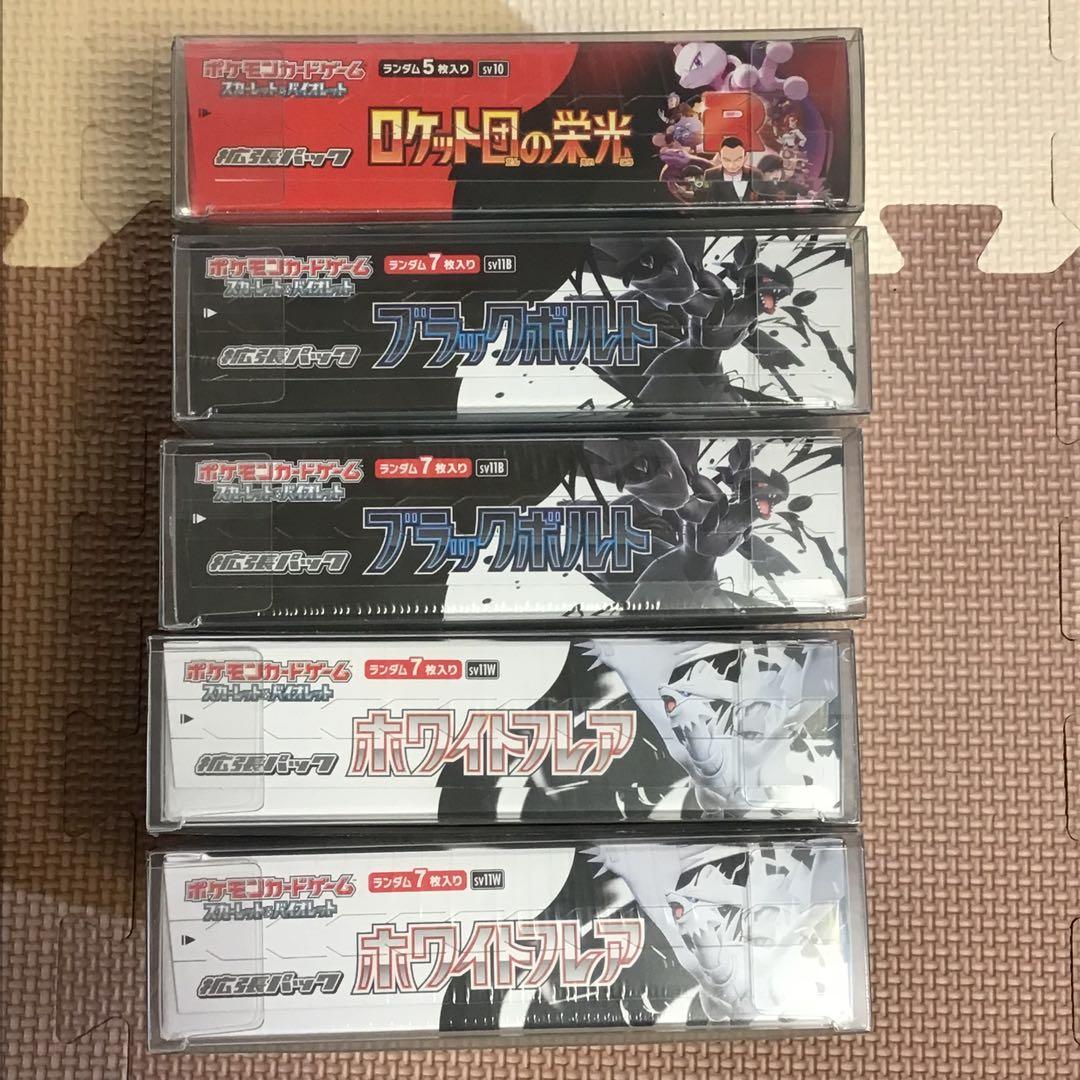 ポケモンカードゲーム ランダム5枚入り sv10
スカーレット&バイオレット
ロケット団の栄光
だん えいこう
拡張パック
R
ポケモンカードゲーム ランダム7枚入り sv11B
スカーレット&バイオレット
ブラックボルト
拡張パック
ポケモンカードゲーム ランダム7枚入り sv11B
スカーレット&バイオレット
ブラックボルト
拡張パック
ポケモンカードゲーム ランダム7枚入り sv11W
スカーレット&バイオレット
ホワイトフレア
拡張パック
ポケモンカードゲーム ランダム7枚入り sv11W
スカーレット&バイオレット
ホワイトフレア
拡張パック